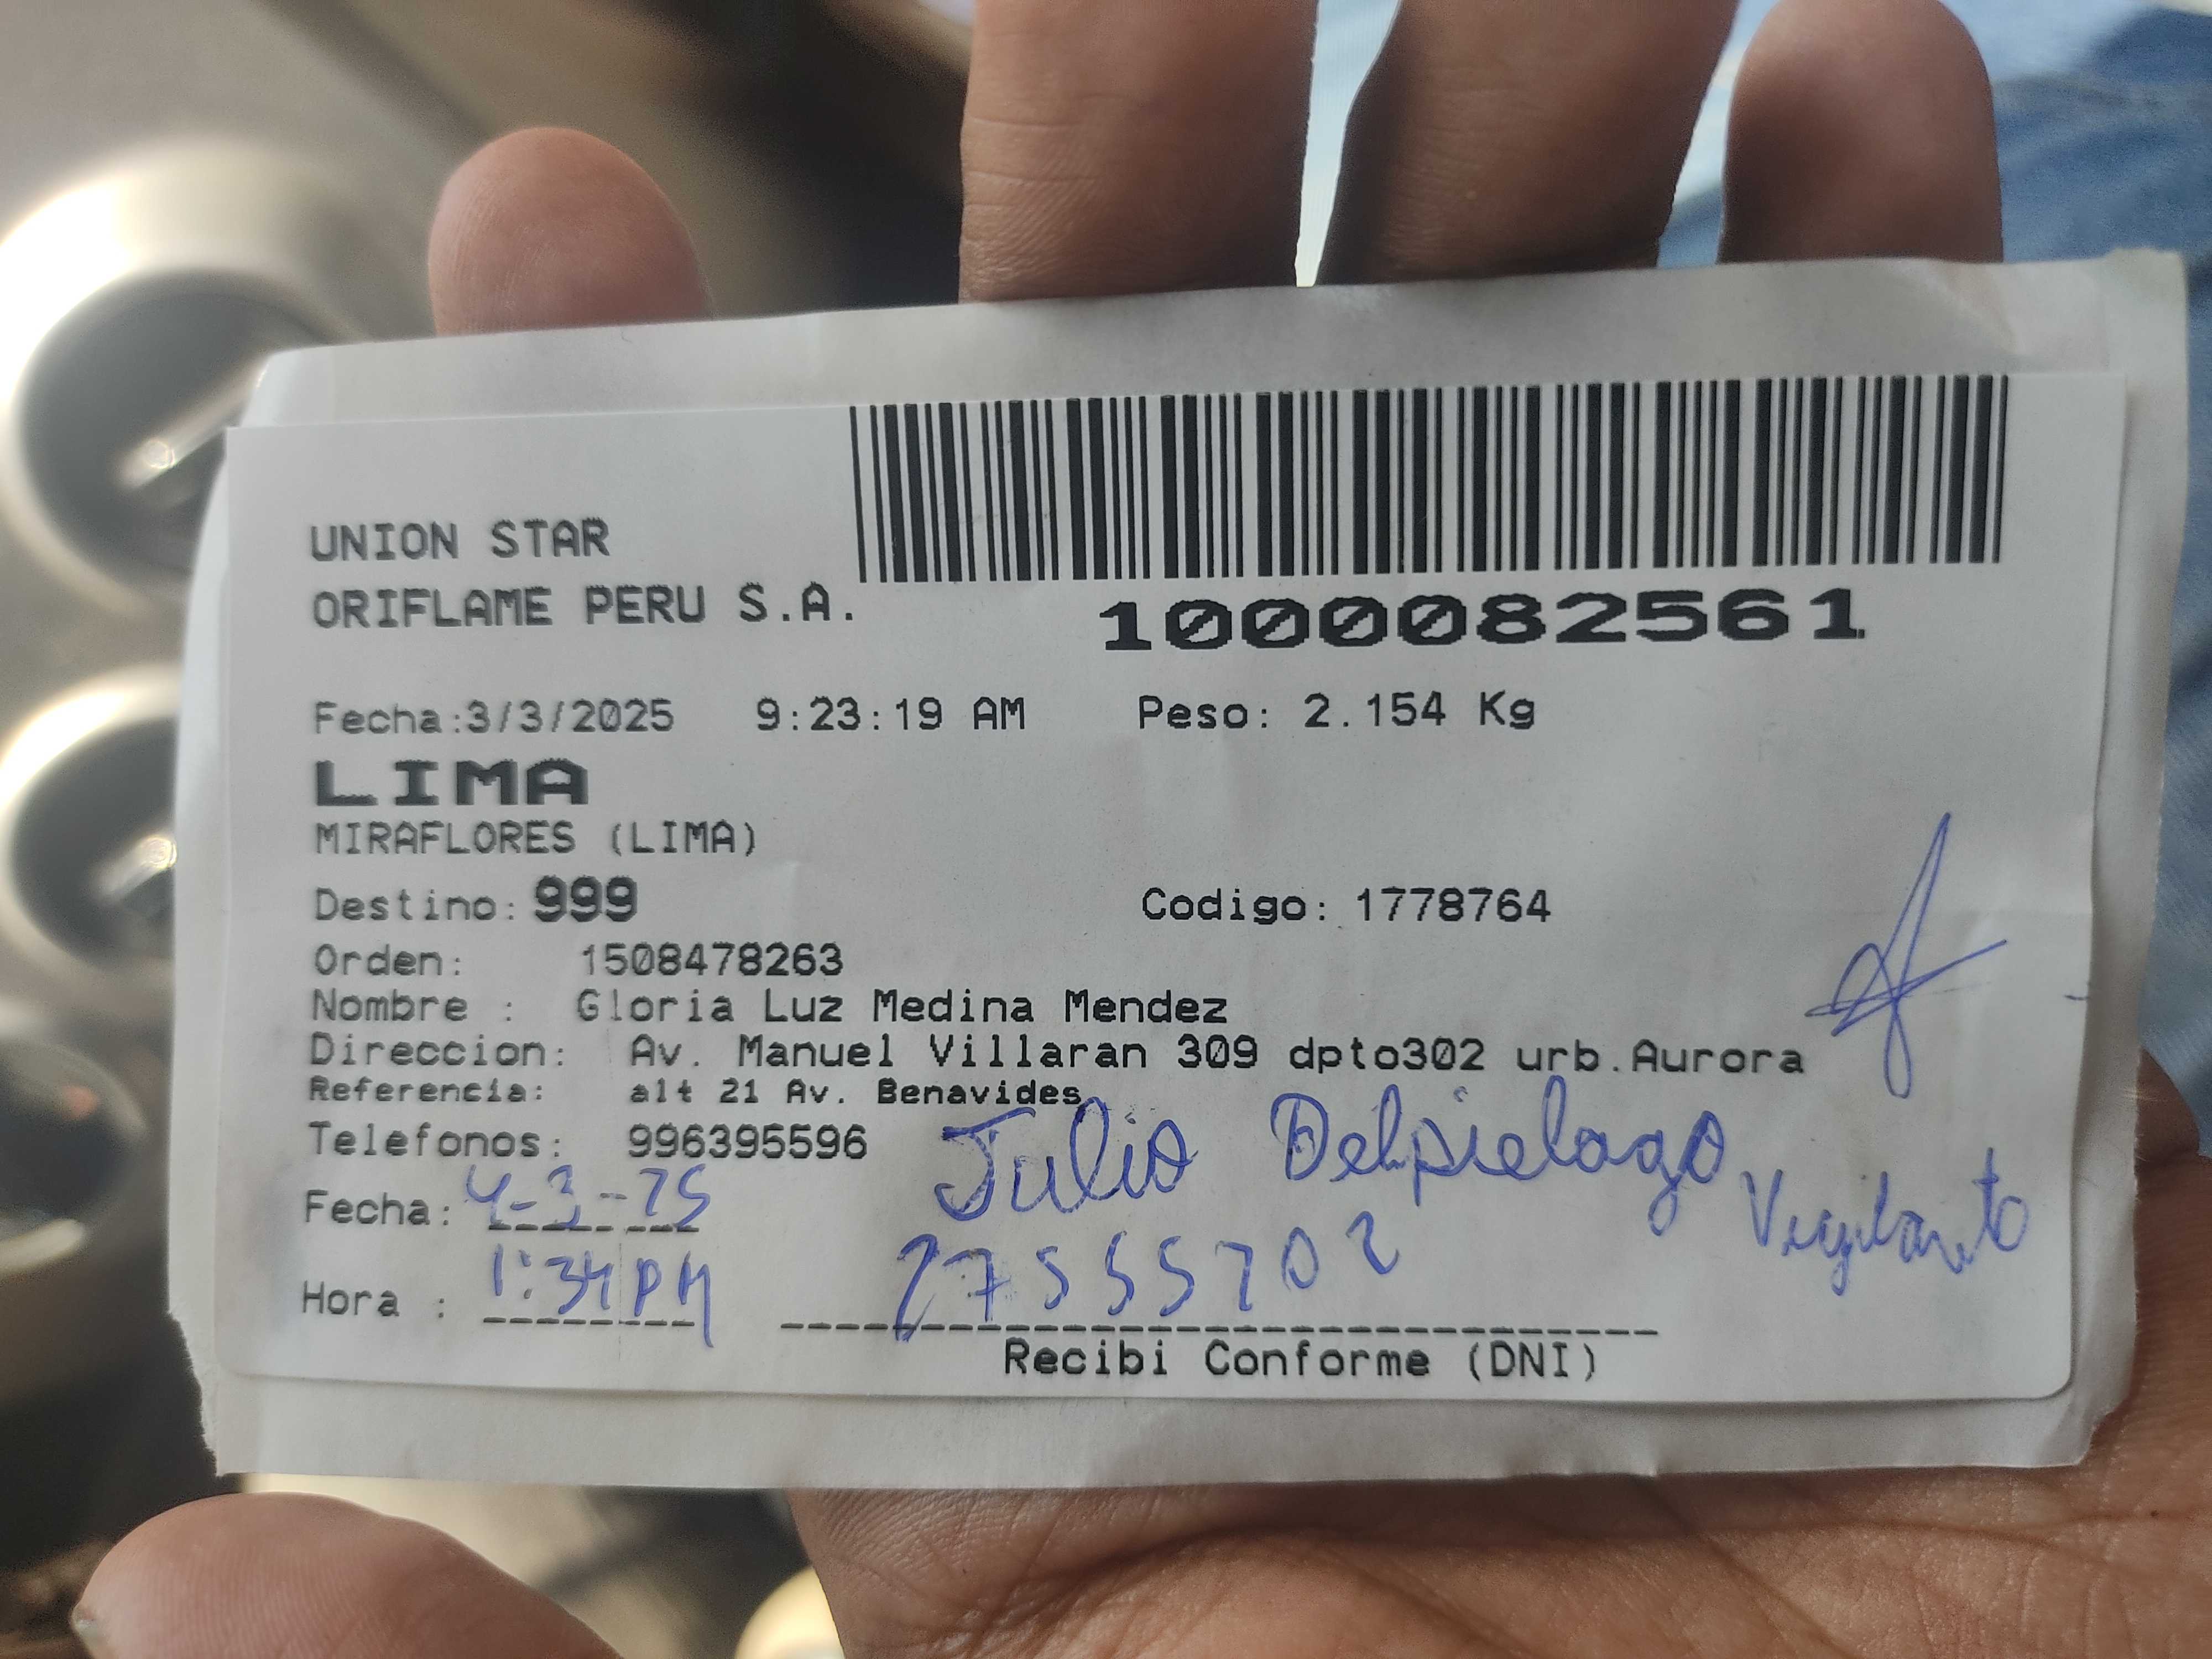 UNION STAR
ORIFLAME PERU S.A.
1000082561
Fecha:3/3/2025 9:23:19 AM Peso: 2.154 Kg
LIMA
MIRAFLORES (LIMA)
Destino: 999 Codigo: 1778764
Orden: 1508478263
Nombre : Gloria Luz Medina Mendez
Direccion: Av. Manuel Villaran 309 dpto302 urb.Aurora
Referencia: alt 21 Av. Benavides
Telefonos: 996395596
Julio Delpielago
Fecha: 4-3-25
Vigilante
Hora : 1:34 PM
Recibi Conforme (DNI)